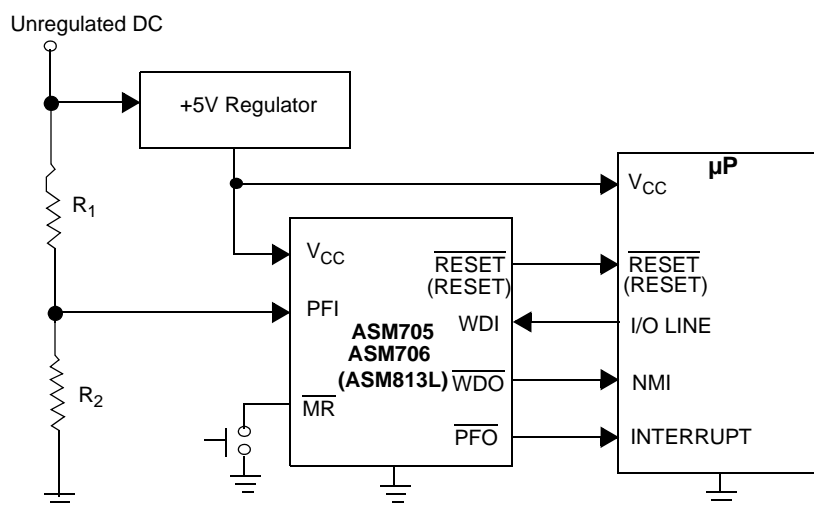 Unregulated DC
+5V Regulator
R1
R2
VCC
PFI
MR
RESET
(RESET)
WDI
WDO
PFO
ASM705
ASM706
(ASM813L)
µP
VCC
RESET
(RESET)
I/O LINE
NMI
INTERRUPT